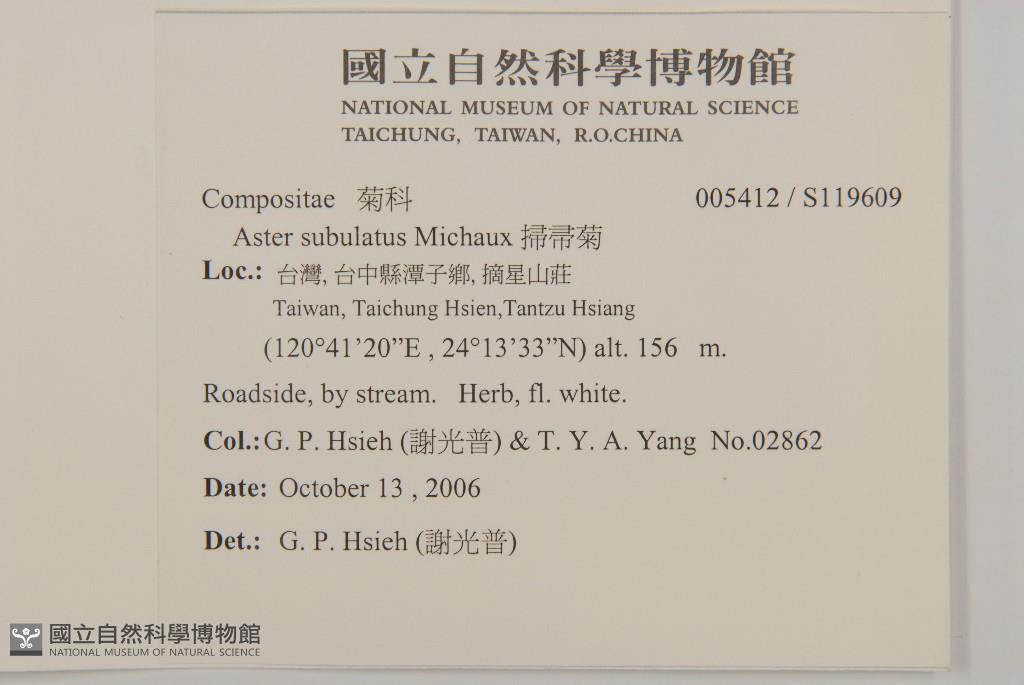 國立自然科學博物館
NATIONAL MUSEUM OF NATURAL SCIENCE
TAICHUNG, TAIWAN, R.O.CHINA
Compositae 菊科 005412 / S119609
Aster subulatus Michaux 掃帚菊
Loc.: 台灣, 台中縣潭子鄉, 摘星山莊
Taiwan, Taichung Hsien,Tantzu Hsiang
(120°41’20”E , 24°13’33”N) alt. 156 m.
Roadside, by stream. Herb, fl. white.
Col.:G. P. Hsieh (謝光普) & T. Y. A. Yang No.02862
Date: October 13 , 2006
Det.: G. P. Hsieh (謝光普)
國立自然科學博物館
NATIONAL MUSEUM OF NATURAL SCIENCE